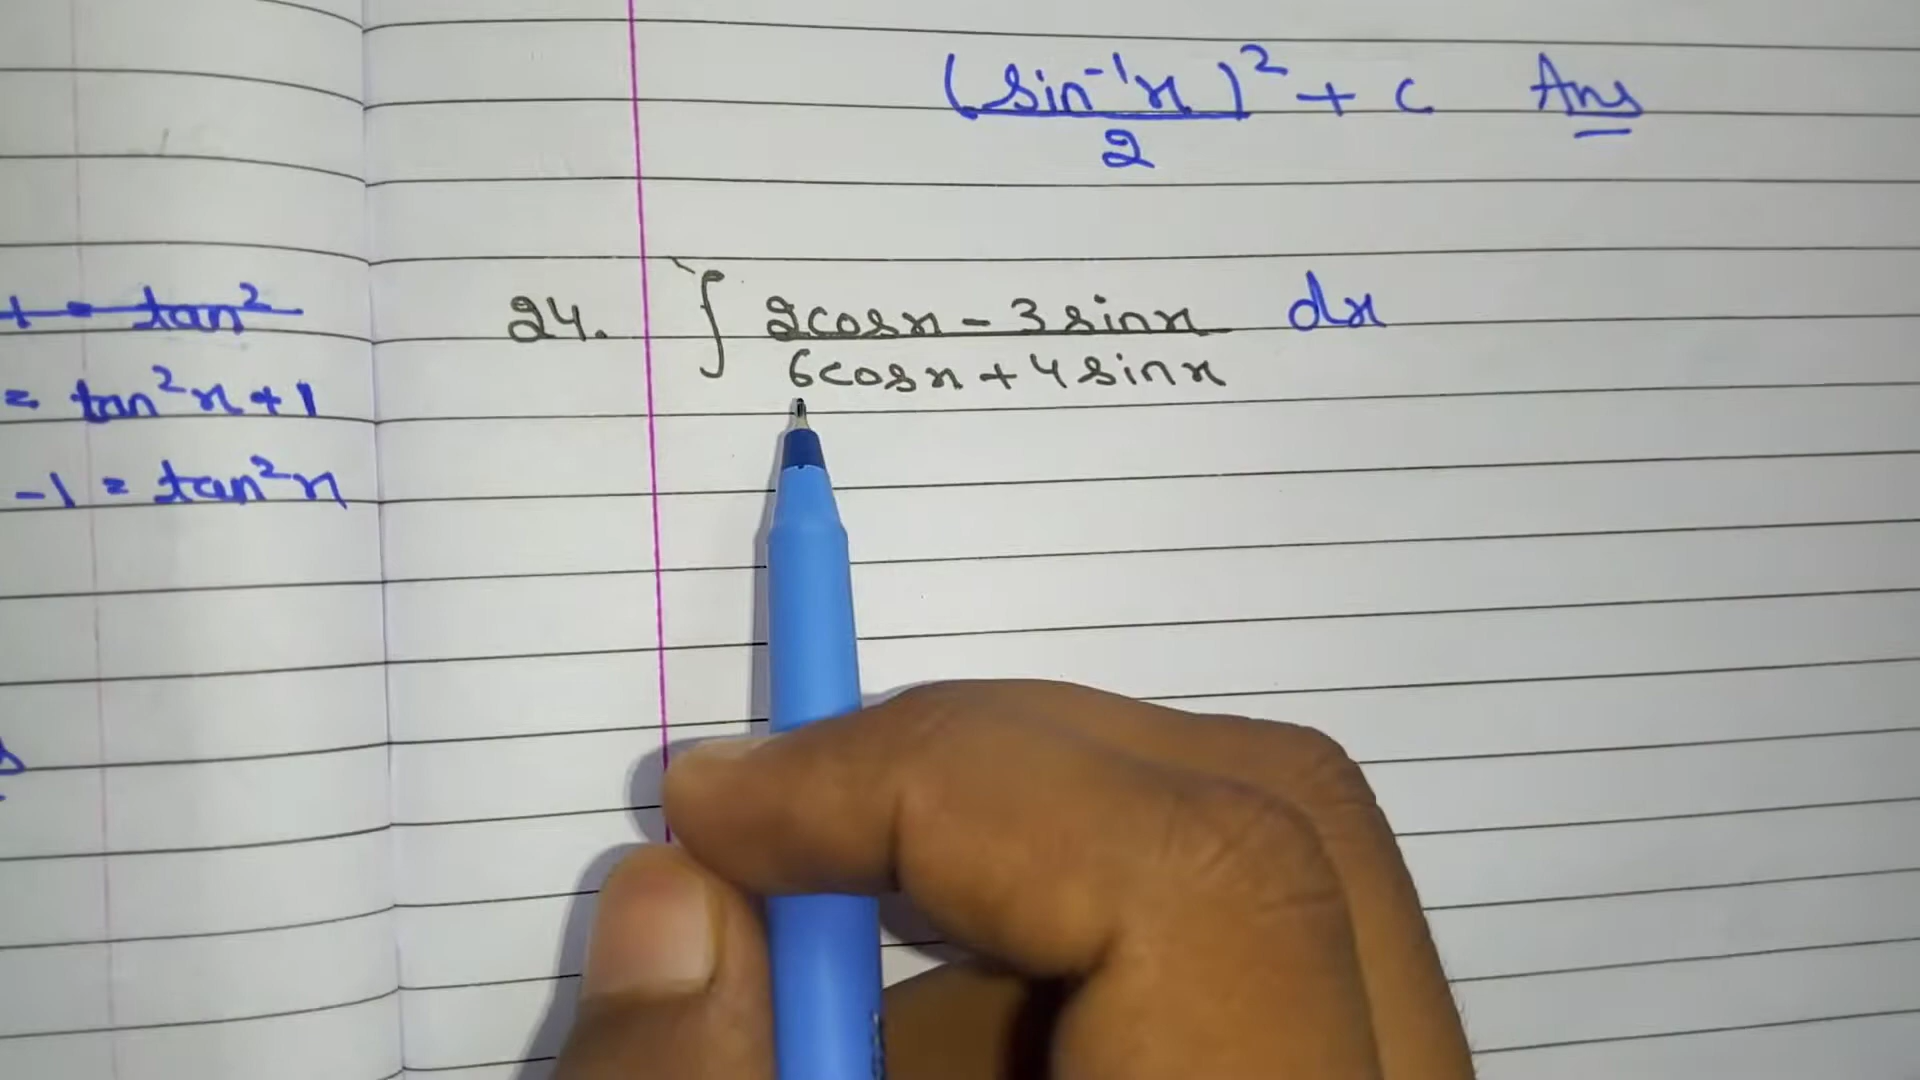 (sin⁻¹x)²/2 + c Ans
24. ∫ (2cosx - 3sinx)/(6cosx + 4sinx) dx
+ = tan²
= tan²x + 1
-1 = tan²x